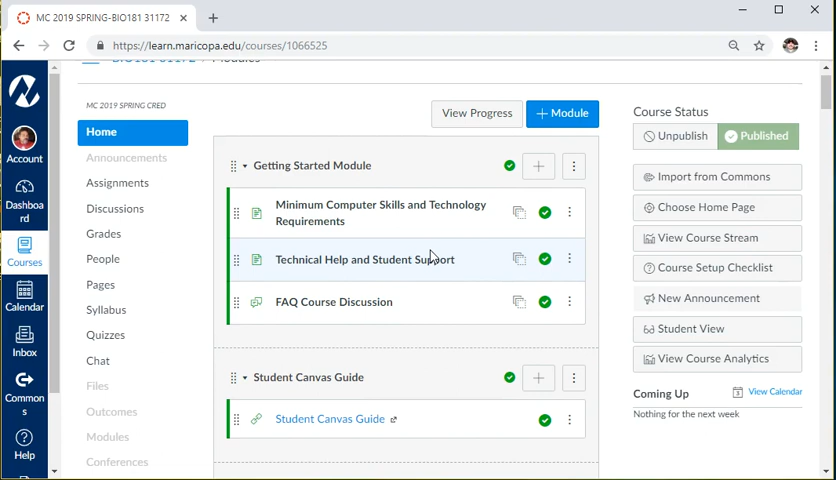 MC 2019 SPRING-BIO181 31172
https://learn.maricopa.edu/courses/1066525
BIO181 31172 > Modules
MC 2019 SPRING CRED
View Progress
+ Module
Course Status
Unpublish
Published
Home
Announcements
Assignments
Discussions
Grades
People
Pages
Syllabus
Quizzes
Chat
Files
Outcomes
Modules
Conferences
Account
Dashboa
rd
Courses
Calendar
Inbox
Common
s
Help
Getting Started Module
Minimum Computer Skills and Technology
Requirements
Technical Help and Student Support
FAQ Course Discussion
Student Canvas Guide
Student Canvas Guide
Import from Commons
Choose Home Page
View Course Stream
Course Setup Checklist
New Announcement
Student View
View Course Analytics
Coming Up
View Calendar
Nothing for the next week